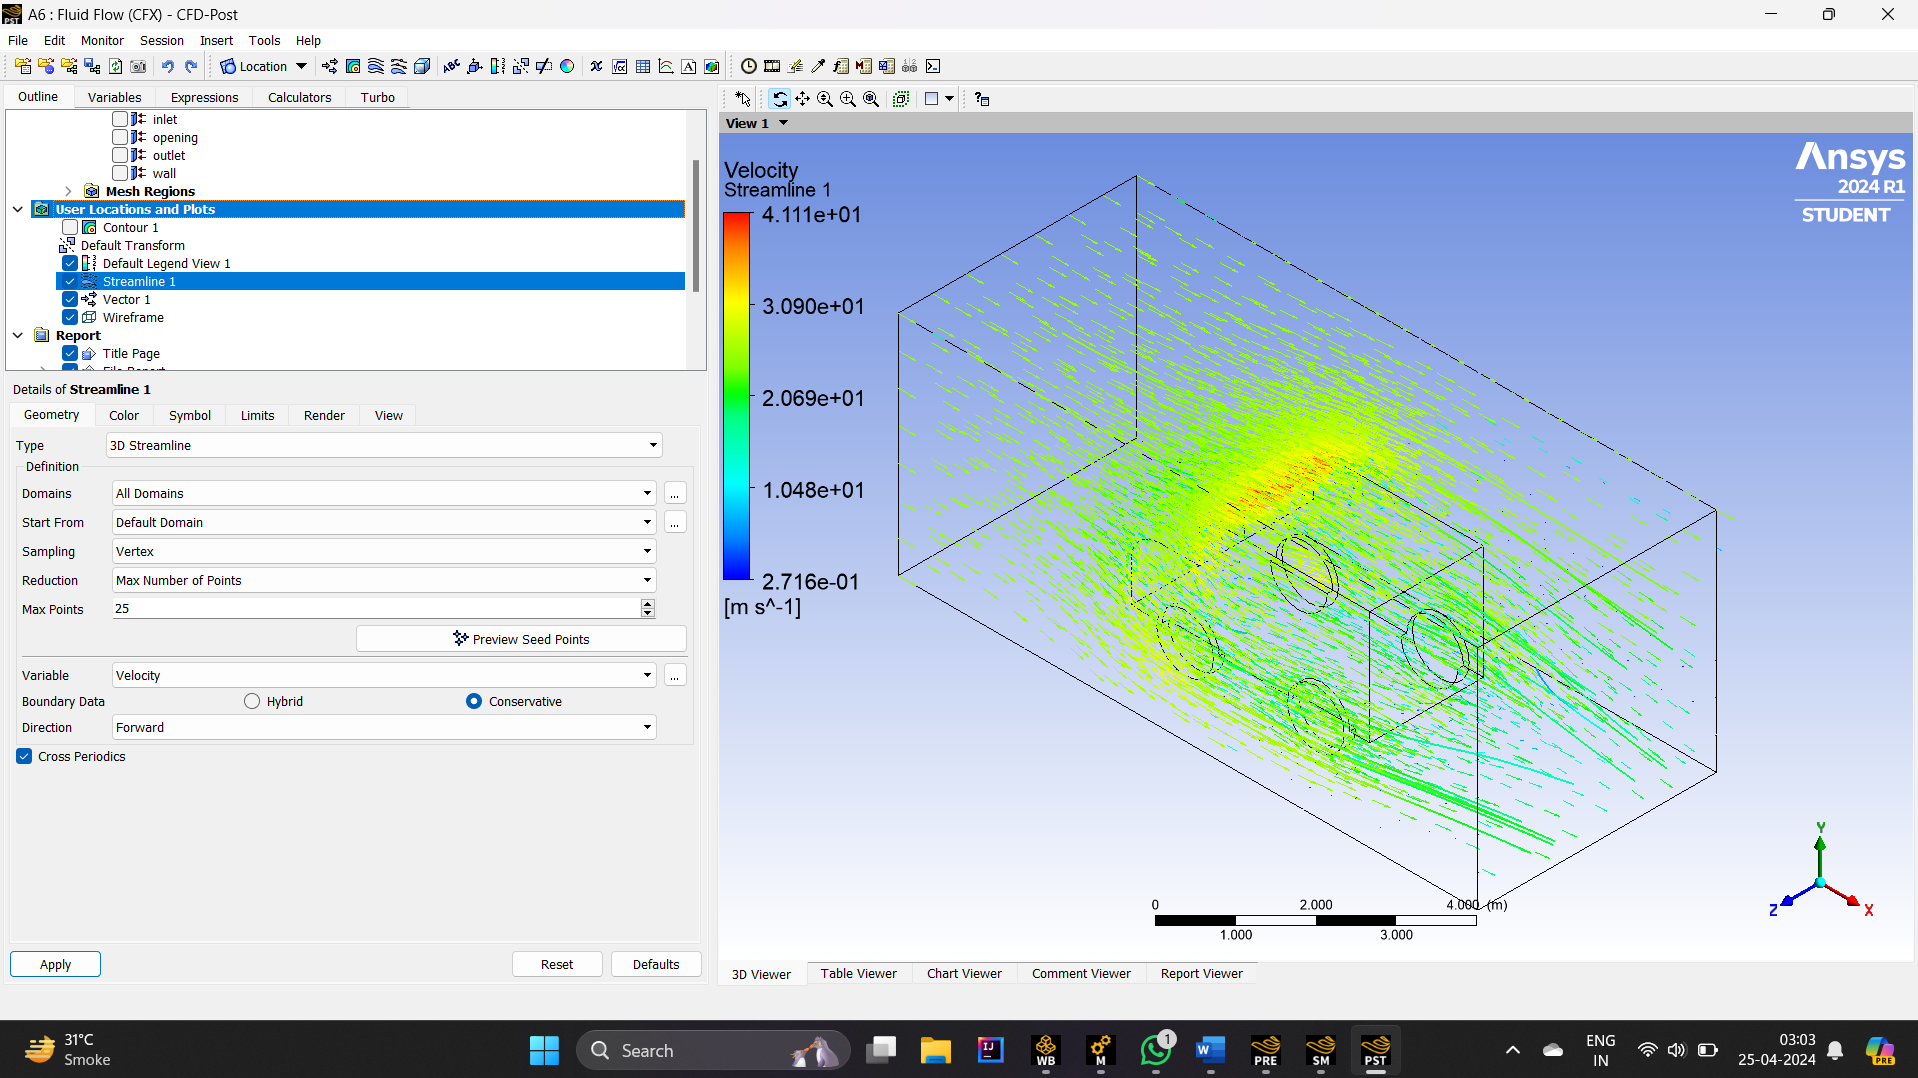 A6 : Fluid Flow (CFX) - CFD-Post
File Edit Monitor Session Insert Tools Help
Location
Outline Variables Expressions Calculators Turbo
inlet
opening
outlet
wall
Mesh Regions
User Locations and Plots
Contour 1
Default Transform
Default Legend View 1
Streamline 1
Vector 1
Wireframe
Report
Title Page
Details of Streamline 1
Geometry Color Symbol Limits Render View
Type 3D Streamline
Definition
Domains All Domains ...
Start From Default Domain ...
Sampling Vertex
Reduction Max Number of Points
Max Points 25
Preview Seed Points
Variable Velocity ...
Boundary Data Hybrid Conservative
Direction Forward
Cross Periodics
Apply Reset Defaults
View 1
Velocity
Streamline 1
4.111e+01
3.090e+01
2.069e+01
1.048e+01
2.716e-01
[m s^-1]
Ansys
2024 R1
STUDENT
0 2.000 4.000 (m)
1.000 3.000
Y
Z X
3D Viewer Table Viewer Chart Viewer Comment Viewer Report Viewer
31°C
Smoke
Search
IJ
WB
M
1
W
PRE
SM
PST
ENG
IN
03:03
25-04-2024
PRE